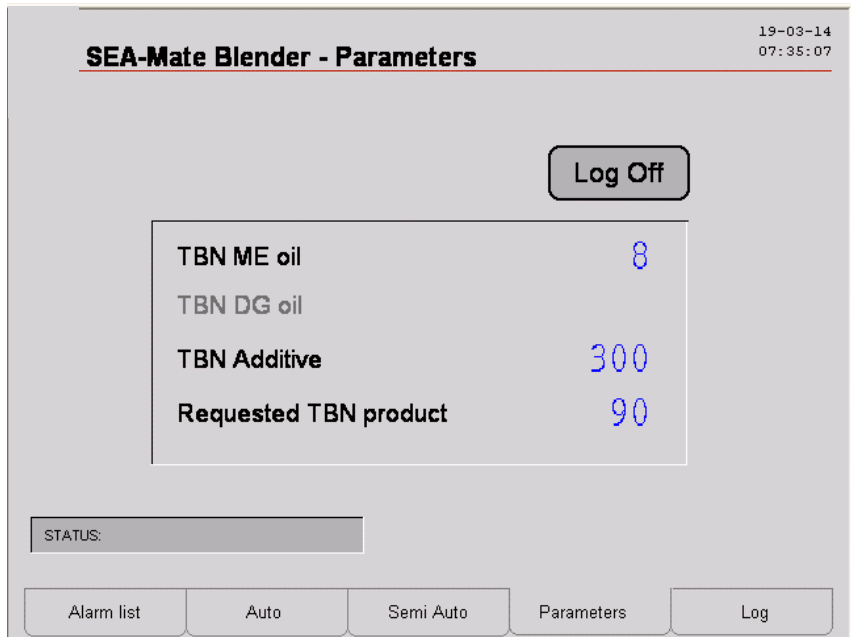 19-03-14
SEA-Mate Blender - Parameters
07:35:07
Log Off
TBN ME oil 8
TBN DG oil
TBN Additive 300
Requested TBN product 90
STATUS:
Alarm list Auto Semi Auto Parameters Log